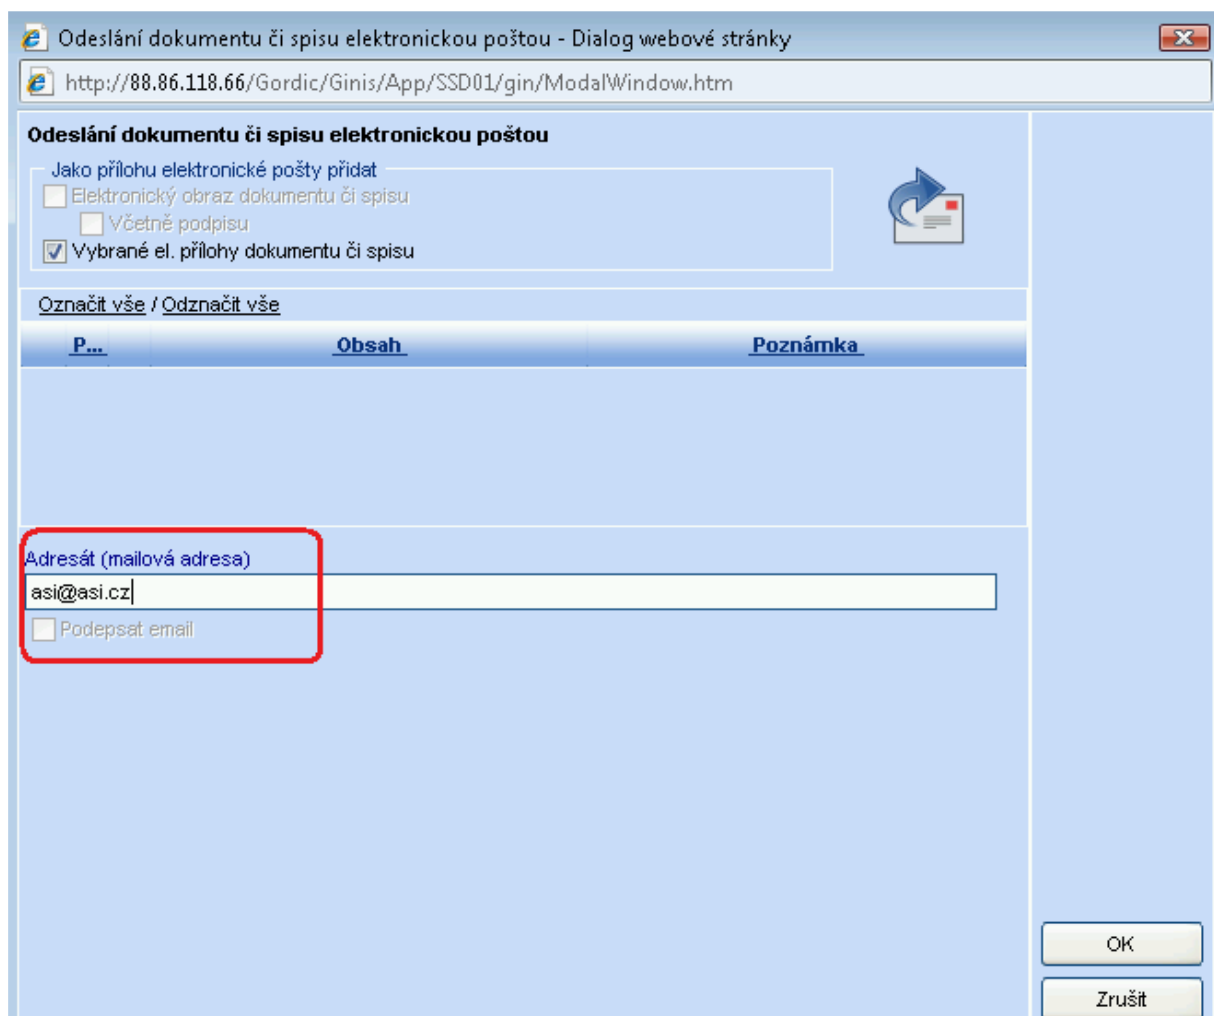 Odeslání dokumentu či spisu elektronickou poštou - Dialog webové stránky
http://88.86.118.66/Gordic/Ginis/App/SSD01/gin/ModalWindow.htm
Odeslání dokumentu či spisu elektronickou poštou
Jako přílohu elektronické pošty přidat
Elektronický obraz dokumentu či spisu
Včetně podpisu
Vybrané el. přílohy dokumentu či spisu
Označit vše / Odznačit vše
P... Obsah Poznámka
Adresát (mailová adresa)
asi@asi.cz
Podepsat email
OK
Zrušit